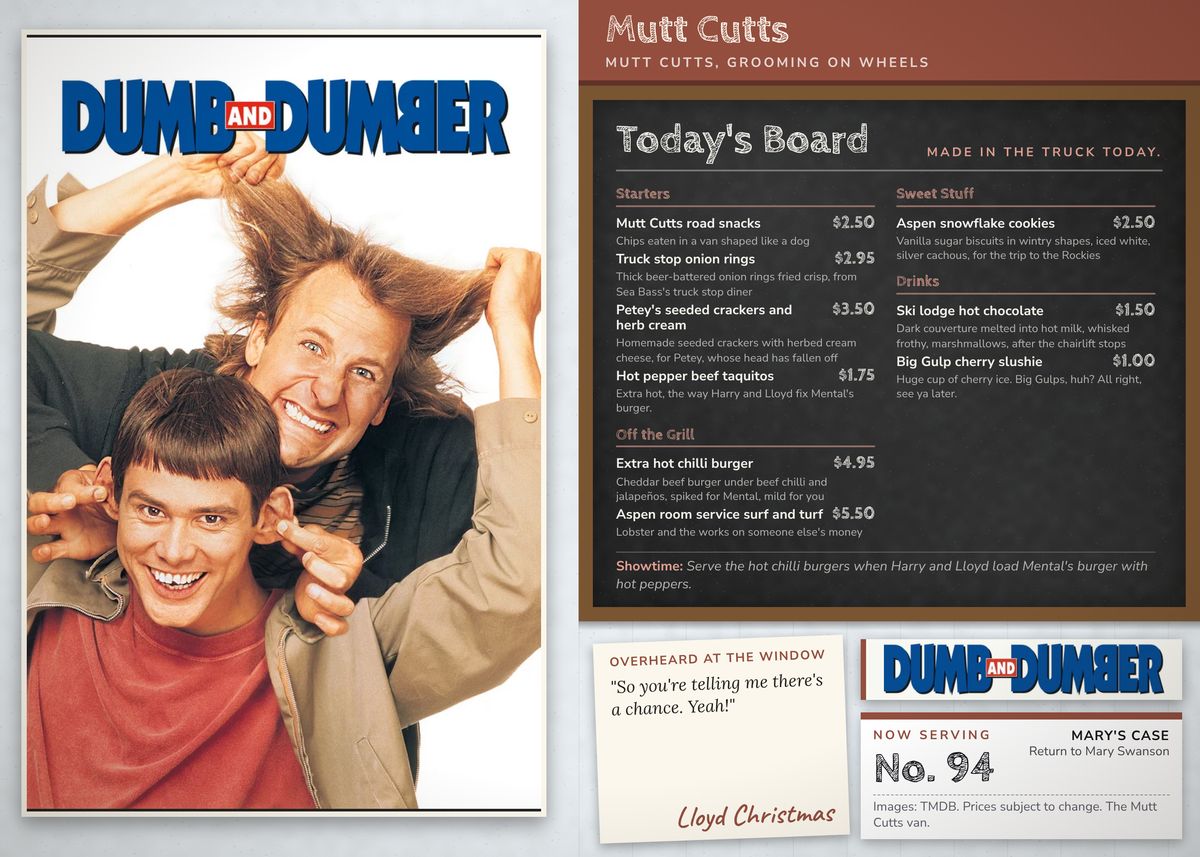 DUMB AND DUMBER
Mutt Cutts
MUTT CUTTS, GROOMING ON WHEELS
Today's Board
MADE IN THE TRUCK TODAY.
Starters
Mutt Cutts road snacks $2.50
Chips eaten in a van shaped like a dog
Truck stop onion rings $2.95
Thick beer-battered onion rings fried crisp, from
Sea Bass's truck stop diner
Petey's seeded crackers and $3.50
herb cream
Homemade seeded crackers with herbed cream
cheese, for Petey, whose head has fallen off
Hot pepper beef taquitos $1.75
Extra hot, the way Harry and Lloyd fix Mental's
burger.
Off the Grill
Extra hot chilli burger $4.95
Cheddar beef burger under beef chilli and
jalapeños, spiked for Mental, mild for you
Aspen room service surf and turf $5.50
Lobster and the works on someone else's money
Sweet Stuff
Aspen snowflake cookies $2.50
Vanilla sugar biscuits in wintry shapes, iced white,
silver cachous, for the trip to the Rockies
Drinks
Ski lodge hot chocolate $1.50
Dark couverture melted into hot milk, whisked
frothy, marshmallows, after the chairlift stops
Big Gulp cherry slushie $1.00
Huge cup of cherry ice. Big Gulps, huh? All right,
see ya later.
Showtime: Serve the hot chilli burgers when Harry and Lloyd load Mental's burger with
hot peppers.
OVERHEARD AT THE WINDOW
"So you're telling me there's
a chance. Yeah!"
Lloyd Christmas
DUMB AND DUMBER
NOW SERVING
No. 94
MARY'S CASE
Return to Mary Swanson
Images: TMDB. Prices subject to change. The Mutt
Cutts van.